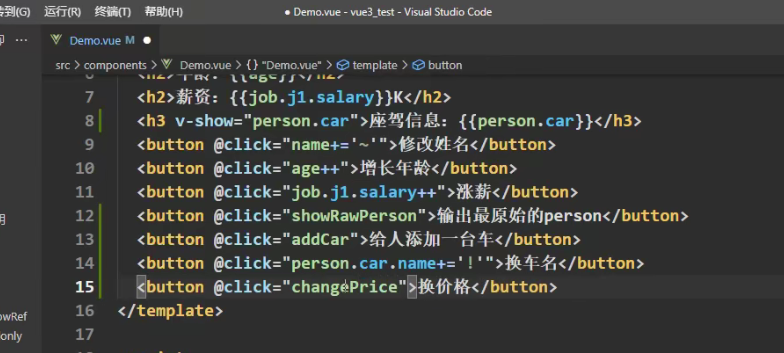 转到(G) 运行(R) 终端(T) 帮助(H) ● Demo.vue - vue3_test - Visual Studio Code
Demo.vue M ●
src > components > Demo.vue > {} "Demo.vue" > template > button
6 <h2>年龄：{{age}}</h2>
7 <h2>薪资：{{job.j1.salary}}K</h2>
8 <h3 v-show="person.car">座驾信息：{{person.car}}</h3>
9 <button @click="name+='~'">修改姓名</button>
10 <button @click="age++">增长年龄</button>
11 <button @click="job.j1.salary++">涨薪</button>
12 <button @click="showRawPerson">输出最原始的person</button>
13 <button @click="addCar">给人添加一台车</button>
14 <button @click="person.car.name+='!'">换车名</button>
15 <button @click="changePrice">换价格</button>
16 </template>
17